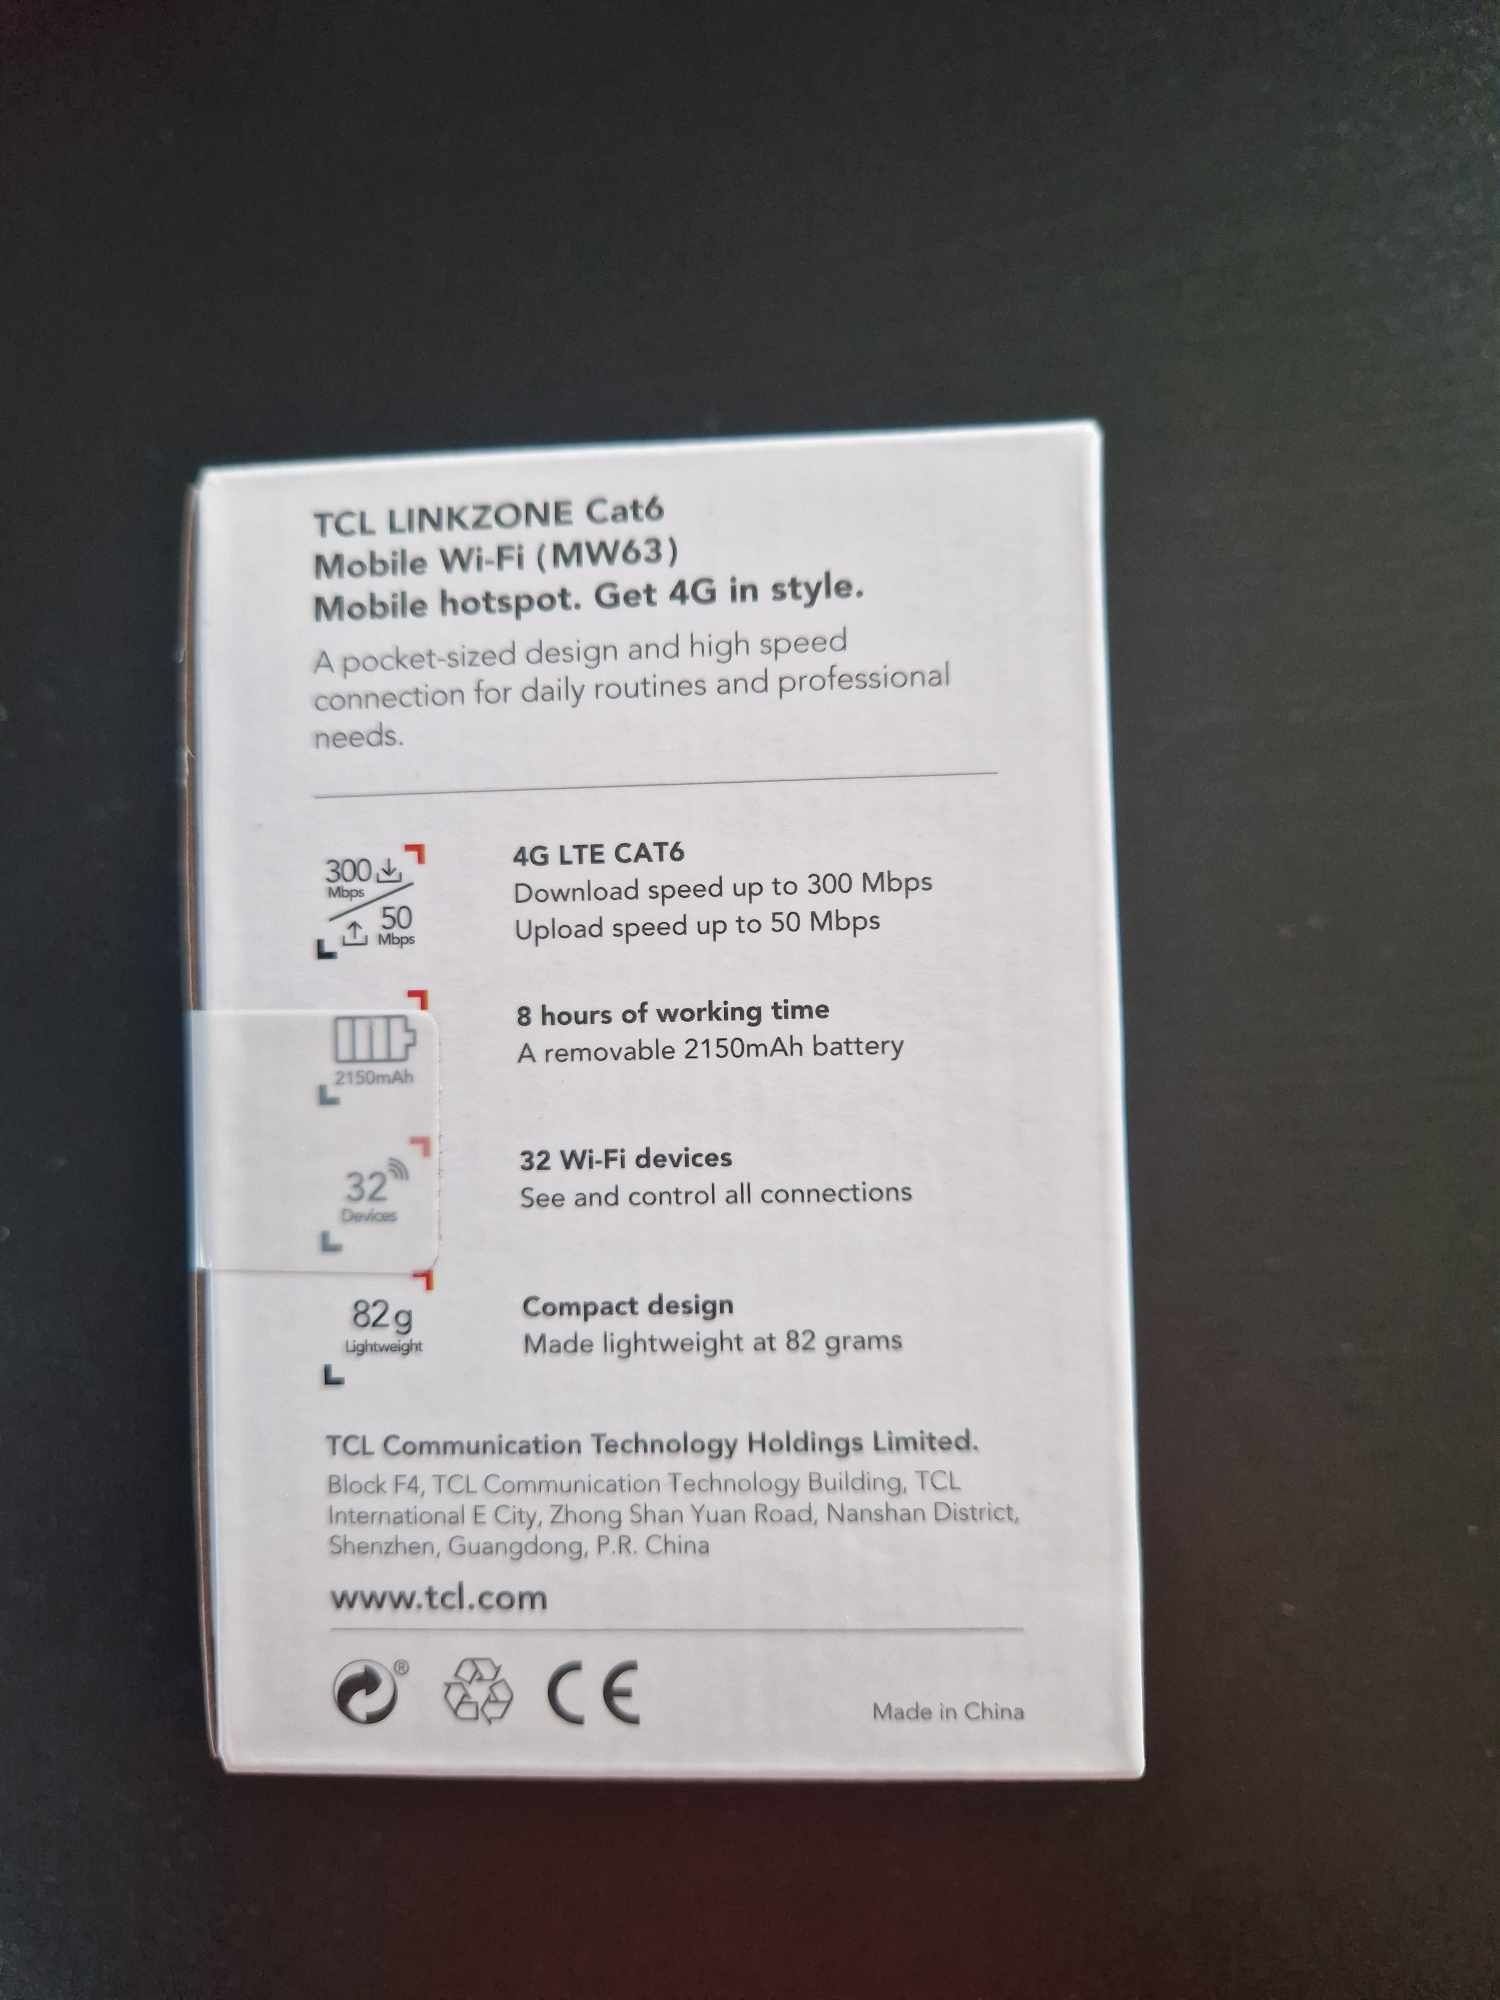 TCL LINKZONE Cat6
Mobile Wi-Fi (MW63)
Mobile hotspot. Get 4G in style.
A pocket-sized design and high speed
connection for daily routines and professional
needs.
300
Mbps
50
Mbps
4G LTE CAT6
Download speed up to 300 Mbps
Upload speed up to 50 Mbps
2150mAh
8 hours of working time
A removable 2150mAh battery
32
Devices
32 Wi-Fi devices
See and control all connections
82g
Lightweight
Compact design
Made lightweight at 82 grams
TCL Communication Technology Holdings Limited.
Block F4, TCL Communication Technology Building, TCL
International E City, Zhong Shan Yuan Road, Nanshan District,
Shenzhen, Guangdong, P.R. China
www.tcl.com
® CE
Made in China